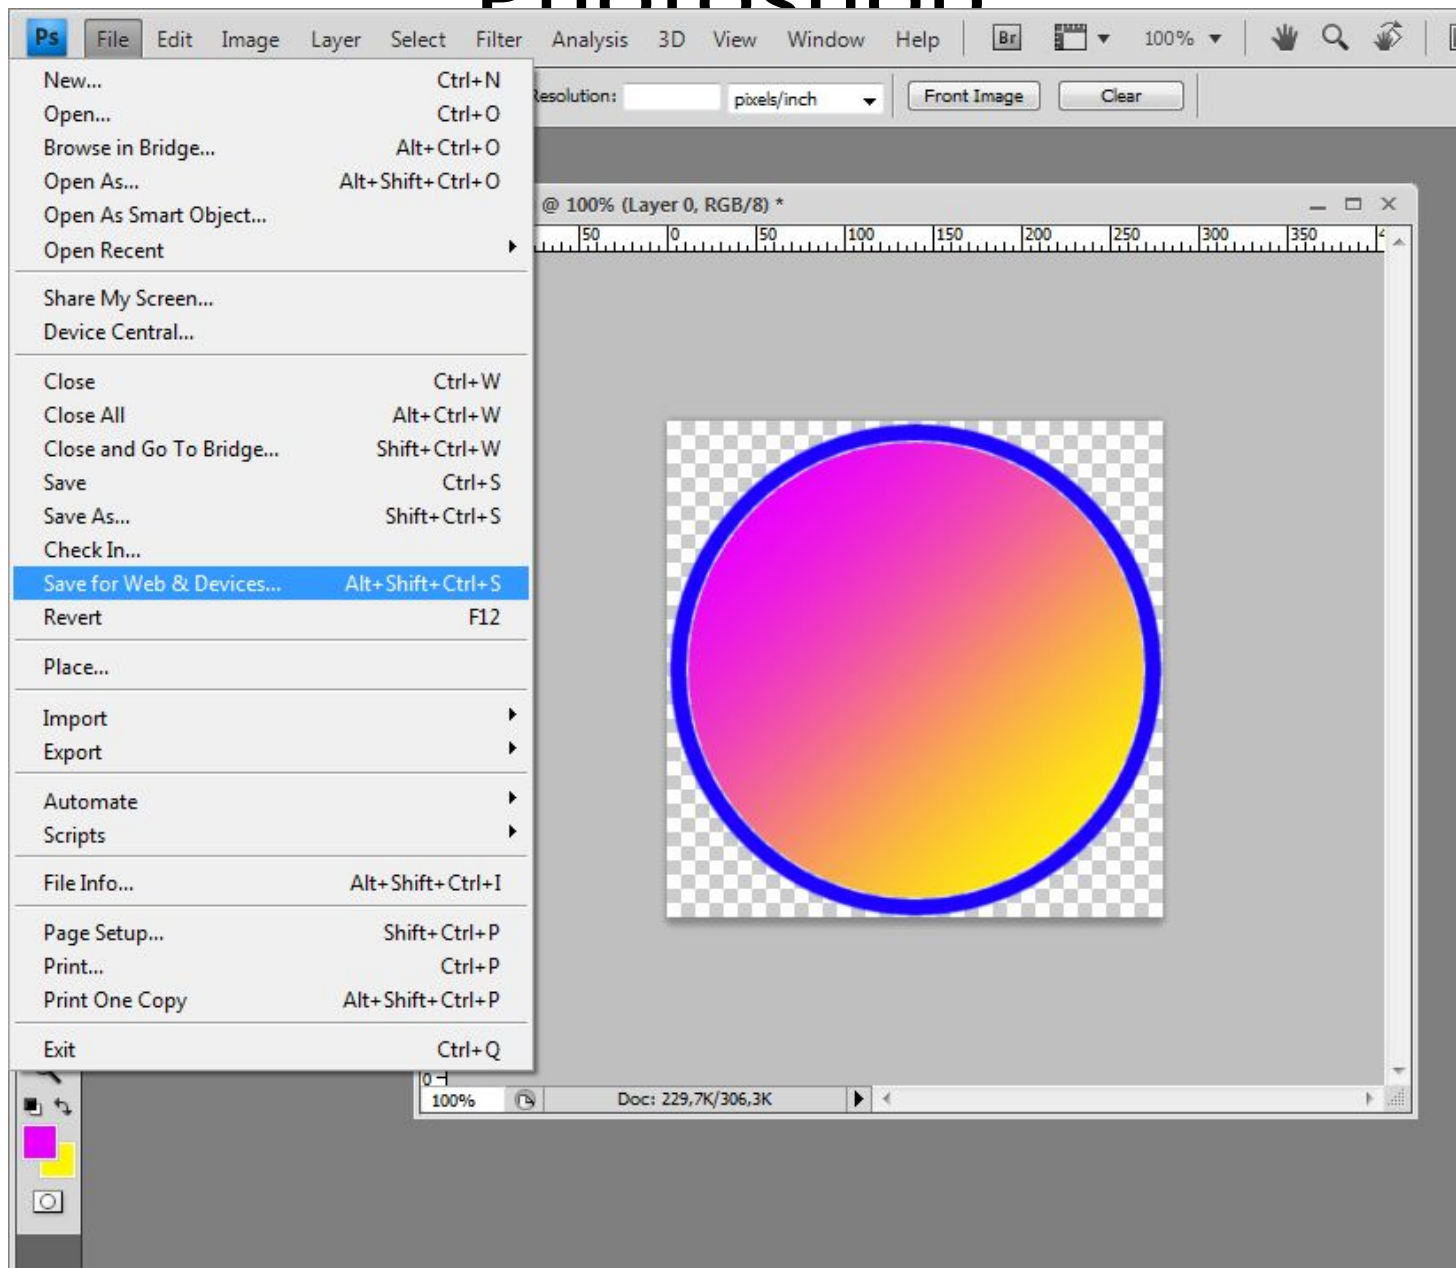 Photoshop
Ps File Edit Image Layer Select Filter Analysis 3D View Window Help Br 100%
Resolution: pixels/inch Front Image Clear
New... Ctrl+N
Open... Ctrl+O
Browse in Bridge... Alt+Ctrl+O
Open As... Alt+Shift+Ctrl+O
Open As Smart Object...
Open Recent
Share My Screen...
Device Central...
Close Ctrl+W
Close All Alt+Ctrl+W
Close and Go To Bridge... Shift+Ctrl+W
Save Ctrl+S
Save As... Shift+Ctrl+S
Check In...
Save for Web & Devices... Alt+Shift+Ctrl+S
Revert F12
Place...
Import
Export
Automate
Scripts
File Info... Alt+Shift+Ctrl+I
Page Setup... Shift+Ctrl+P
Print... Ctrl+P
Print One Copy Alt+Shift+Ctrl+P
Exit Ctrl+Q
@ 100% (Layer 0, RGB/8) *
50 0 50 100 150 200 250 300 350
0
100% Doc: 229,7K/306,3K